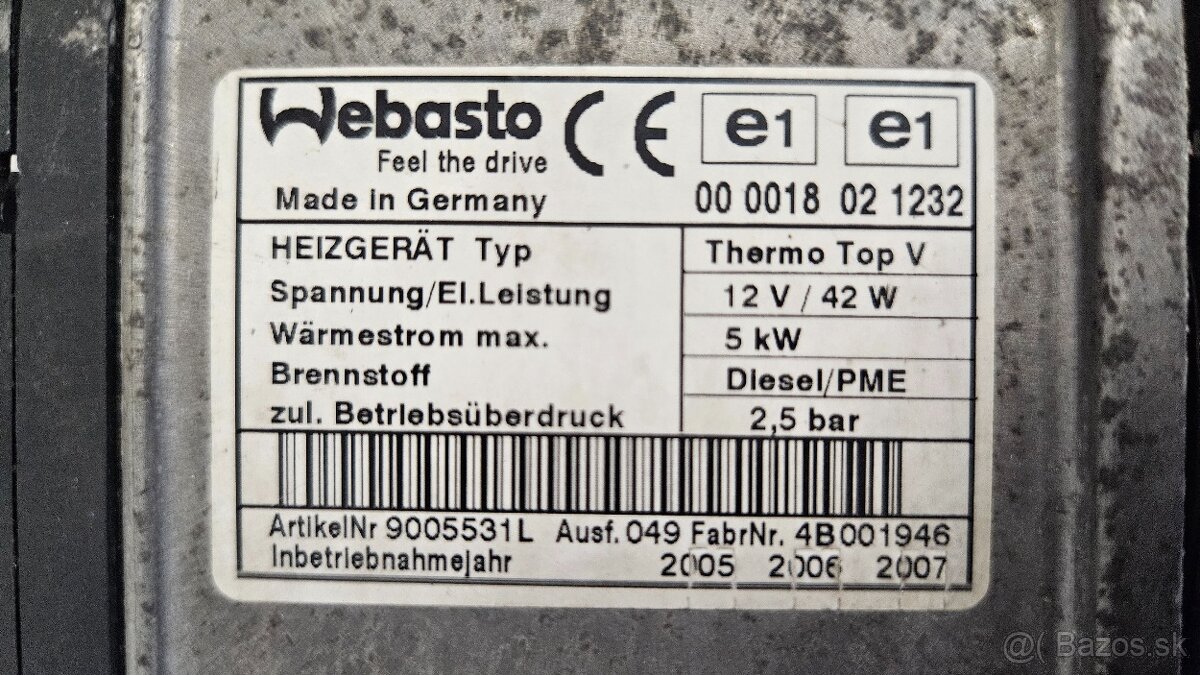 Webasto
Feel the drive
Made in Germany
CE
e1 e1
00 0018 02 1232
HEIZGERÄT Typ Thermo Top V
Spannung/El.Leistung 12 V / 42 W
Wärmestrom max. 5 kW
Brennstoff Diesel/PME
zul. Betriebsüberdruck 2,5 bar
ArtikelNr 9005531L Ausf. 049 FabrNr. 4B001946
Inbetriebnahmejahr 2005 2006 2007
@( Bazos.sk